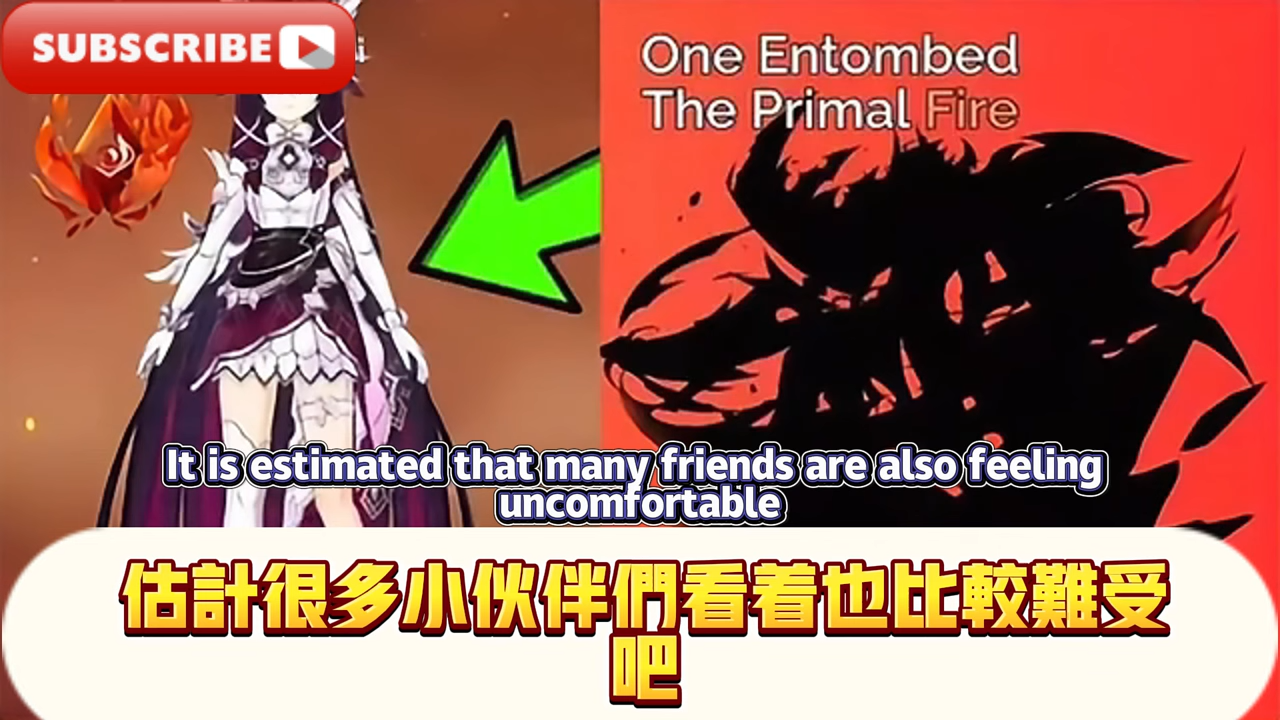 SUBSCRIBE
One Entombed
The Primal Fire
It is estimated that many friends are also feeling
uncomfortable
估計很多小伙伴們看着也比較難受
吧